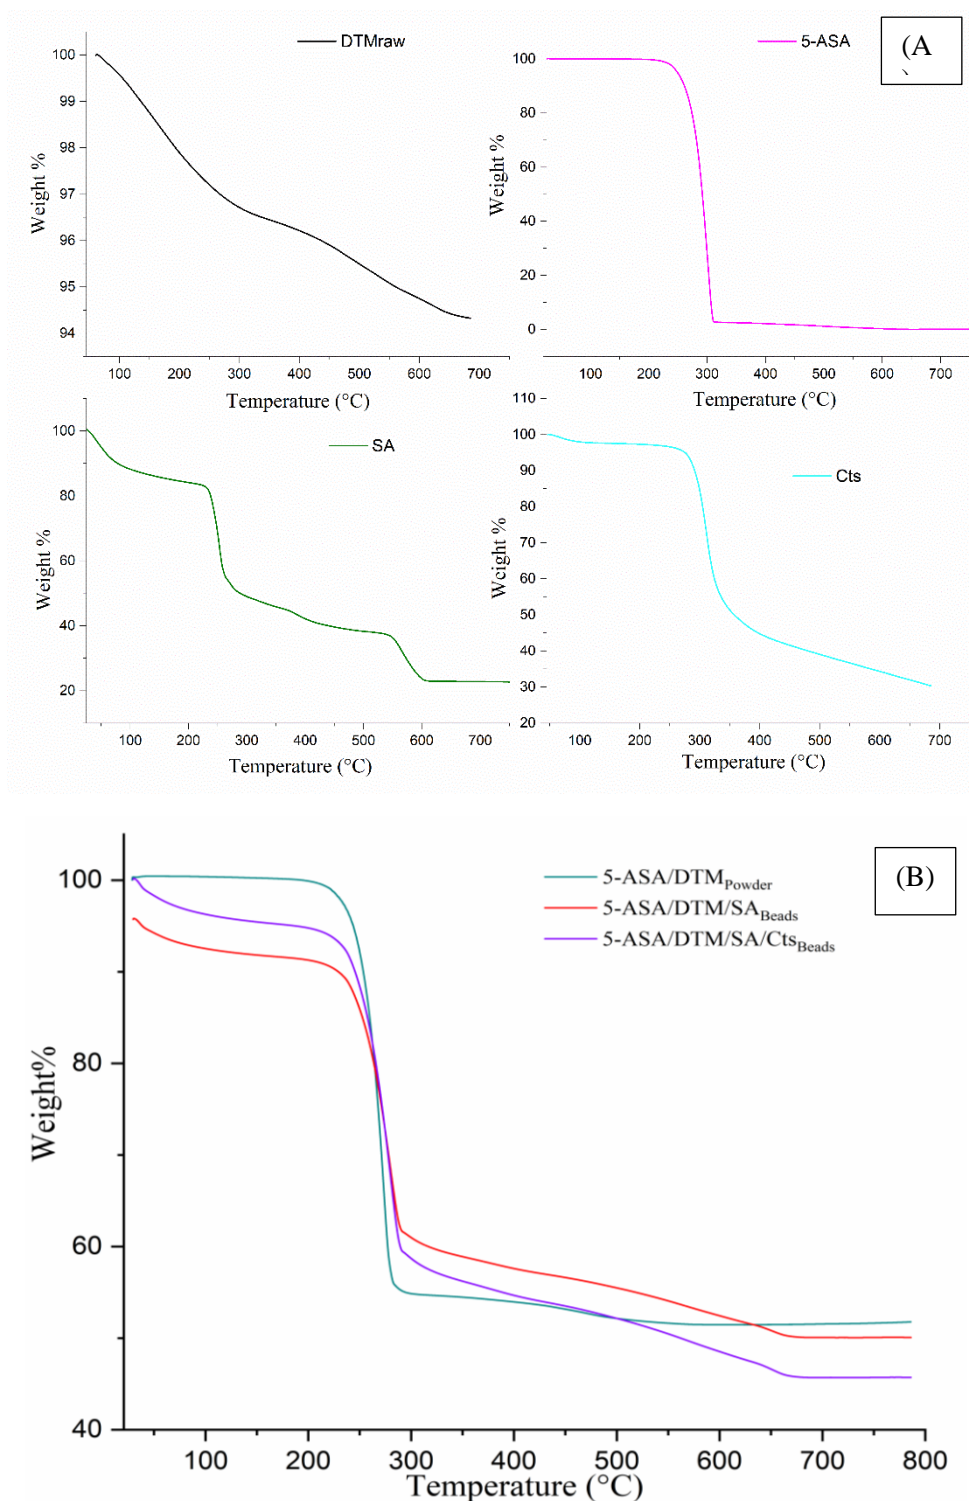 DTMraw
100
99
98
97
96
95
94
Weight %
100 200 300 400 500 600 700
Temperature (°C)
5-ASA
(A
、
100
80
60
40
20
0
Weight %
100 200 300 400 500 600 700
Temperature (°C)
SA
100
80
60
40
20
Weight %
100 200 300 400 500 600 700
Temperature (°C)
Cts
110
100
90
80
70
60
50
40
30
20
Weight %
100 200 300 400 500 600 700
Temperature (°C)
(B)
5-ASA/DTMPowder
5-ASA/DTM/SABeads
5-ASA/DTM/SA/CtsBeads
100
80
60
40
Weight%
100 200 300 400 500 600 700 800
Temperature (°C)